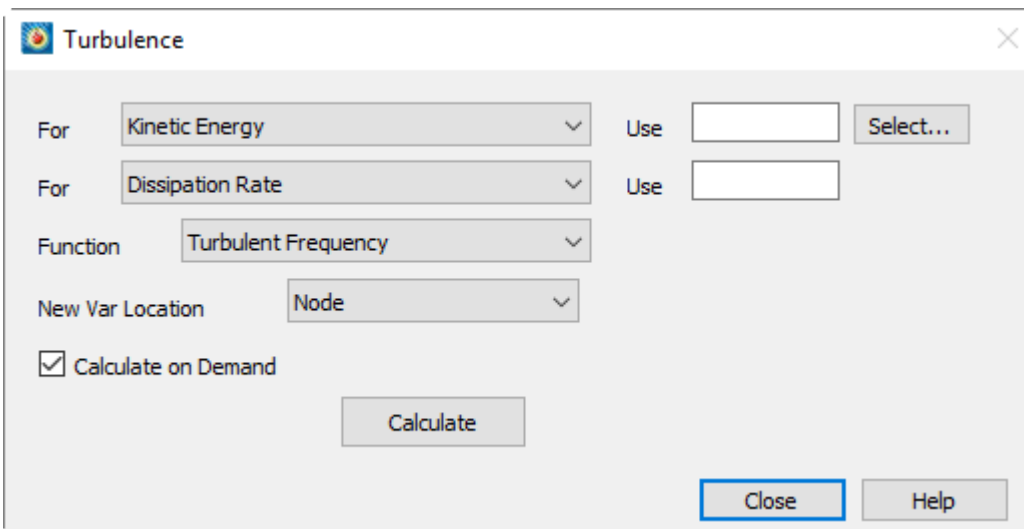 Turbulence
For Kinetic Energy Use Select...
For Dissipation Rate Use
Function Turbulent Frequency
New Var Location Node
Calculate on Demand
Calculate
Close Help